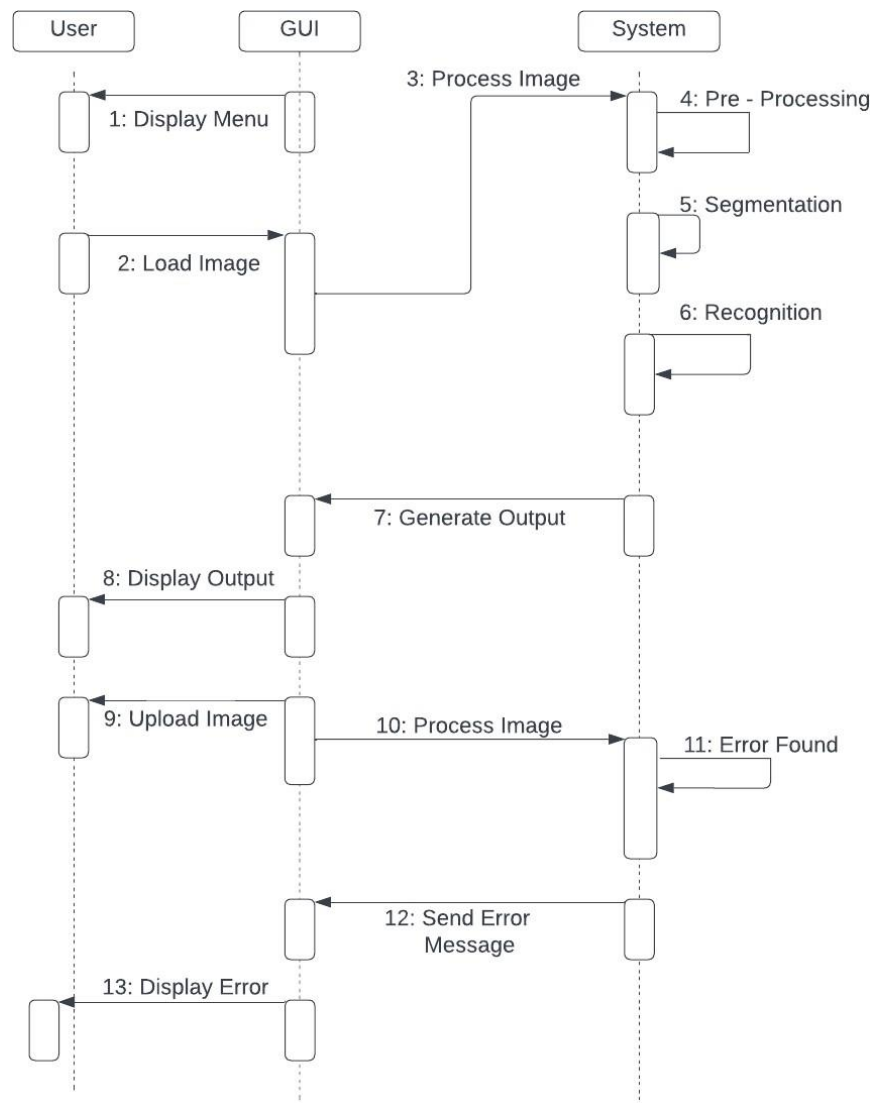 User
GUI
System
3: Process Image
4: Pre - Processing
1: Display Menu
5: Segmentation
2: Load Image
6: Recognition
7: Generate Output
8: Display Output
9: Upload Image
10: Process Image
11: Error Found
12: Send Error
Message
13: Display Error